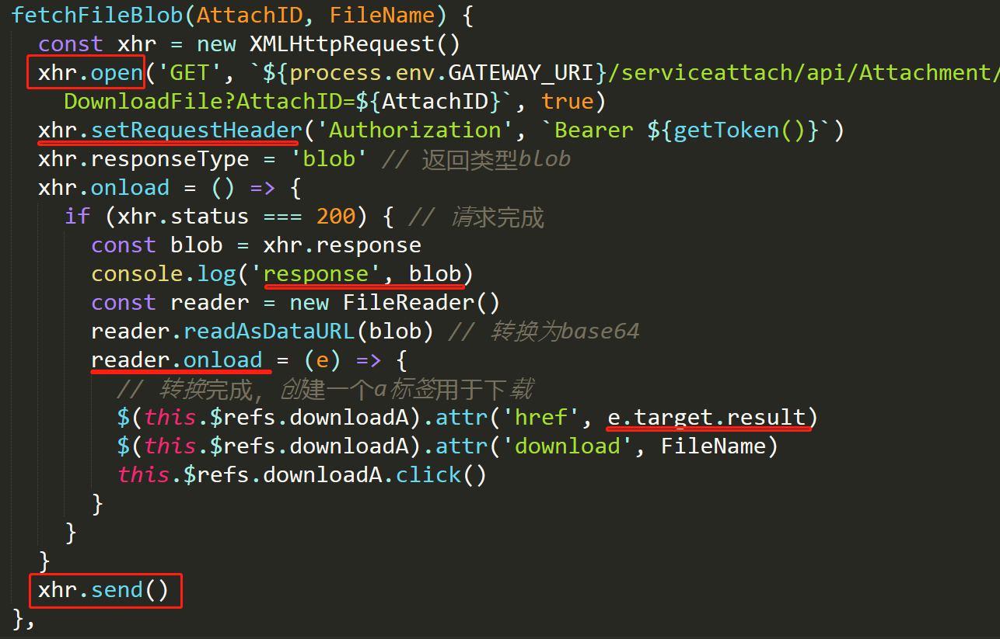 fetchFileBlob(AttachID, FileName) {
const xhr = new XMLHttpRequest()
xhr.open('GET', `${process.env.GATEWAY_URI}/serviceattach/api/Attachment/
DownloadFile?AttachID=${AttachID}`, true)
xhr.setRequestHeader('Authorization', `Bearer ${getToken()}`)
xhr.responseType = 'blob' // 返回类型blob
xhr.onload = () => {
if (xhr.status === 200) { // 请求完成
const blob = xhr.response
console.log('response', blob)
const reader = new FileReader()
reader.readAsDataURL(blob) // 转换为base64
reader.onload = (e) => {
// 转换完成，创建一个a标签用于下载
$(this.$refs.downloadA).attr('href', e.target.result)
$(this.$refs.downloadA).attr('download', FileName)
this.$refs.downloadA.click()
}
}
}
xhr.send()
},